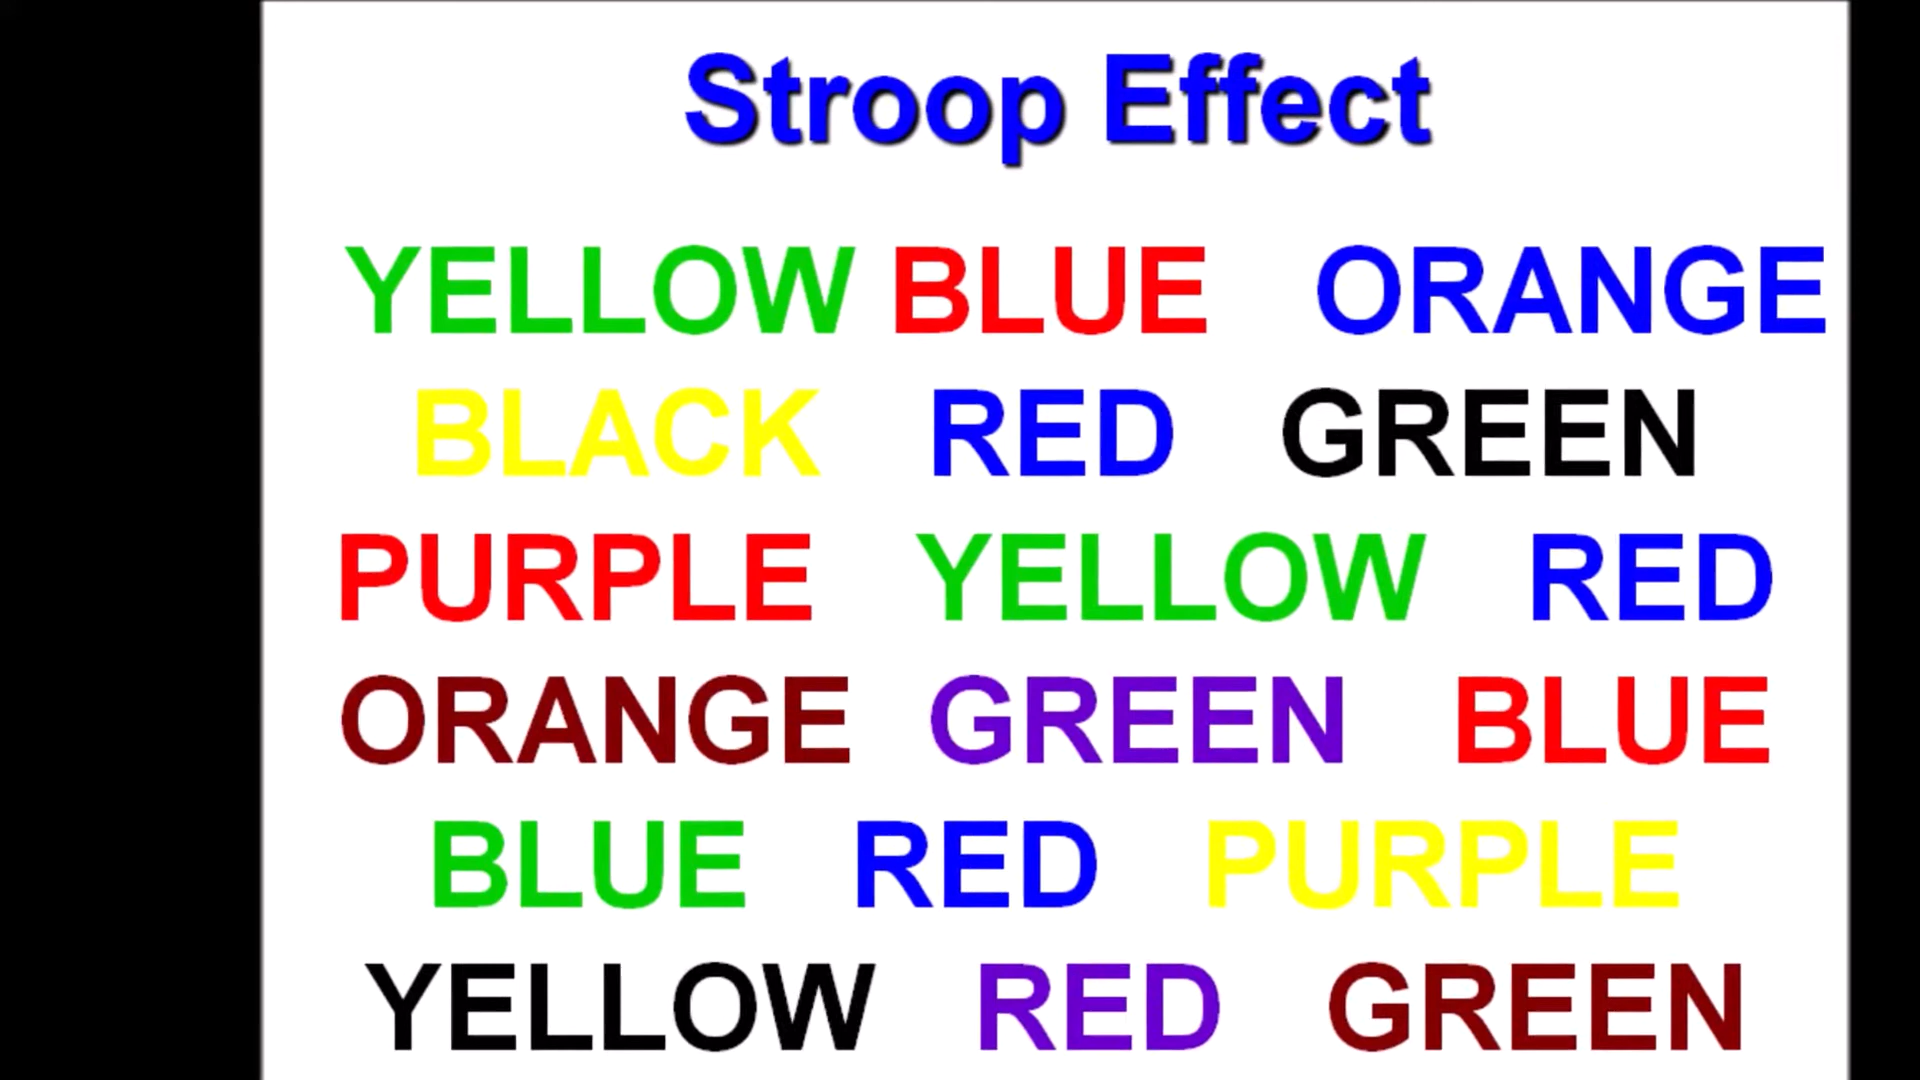 Stroop Effect
YELLOW BLUE ORANGE
BLACK RED GREEN
PURPLE YELLOW RED
ORANGE GREEN BLUE
BLUE RED PURPLE
YELLOW RED GREEN